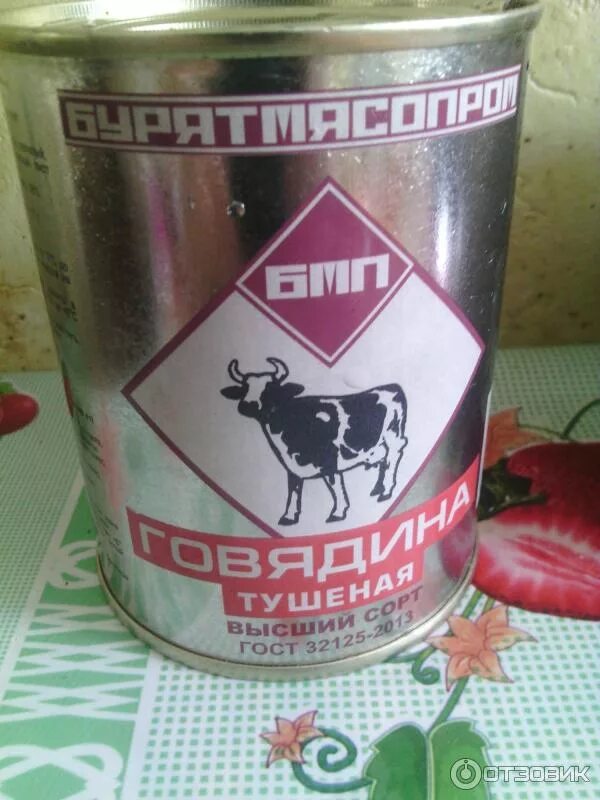 БУРЯТМЯСОПРОМ
БМП
ГОВЯДИНА
ТУШЕНАЯ
ВЫСШИЙ СОРТ
ГОСТ 32125-2013
ОТЗОВИК